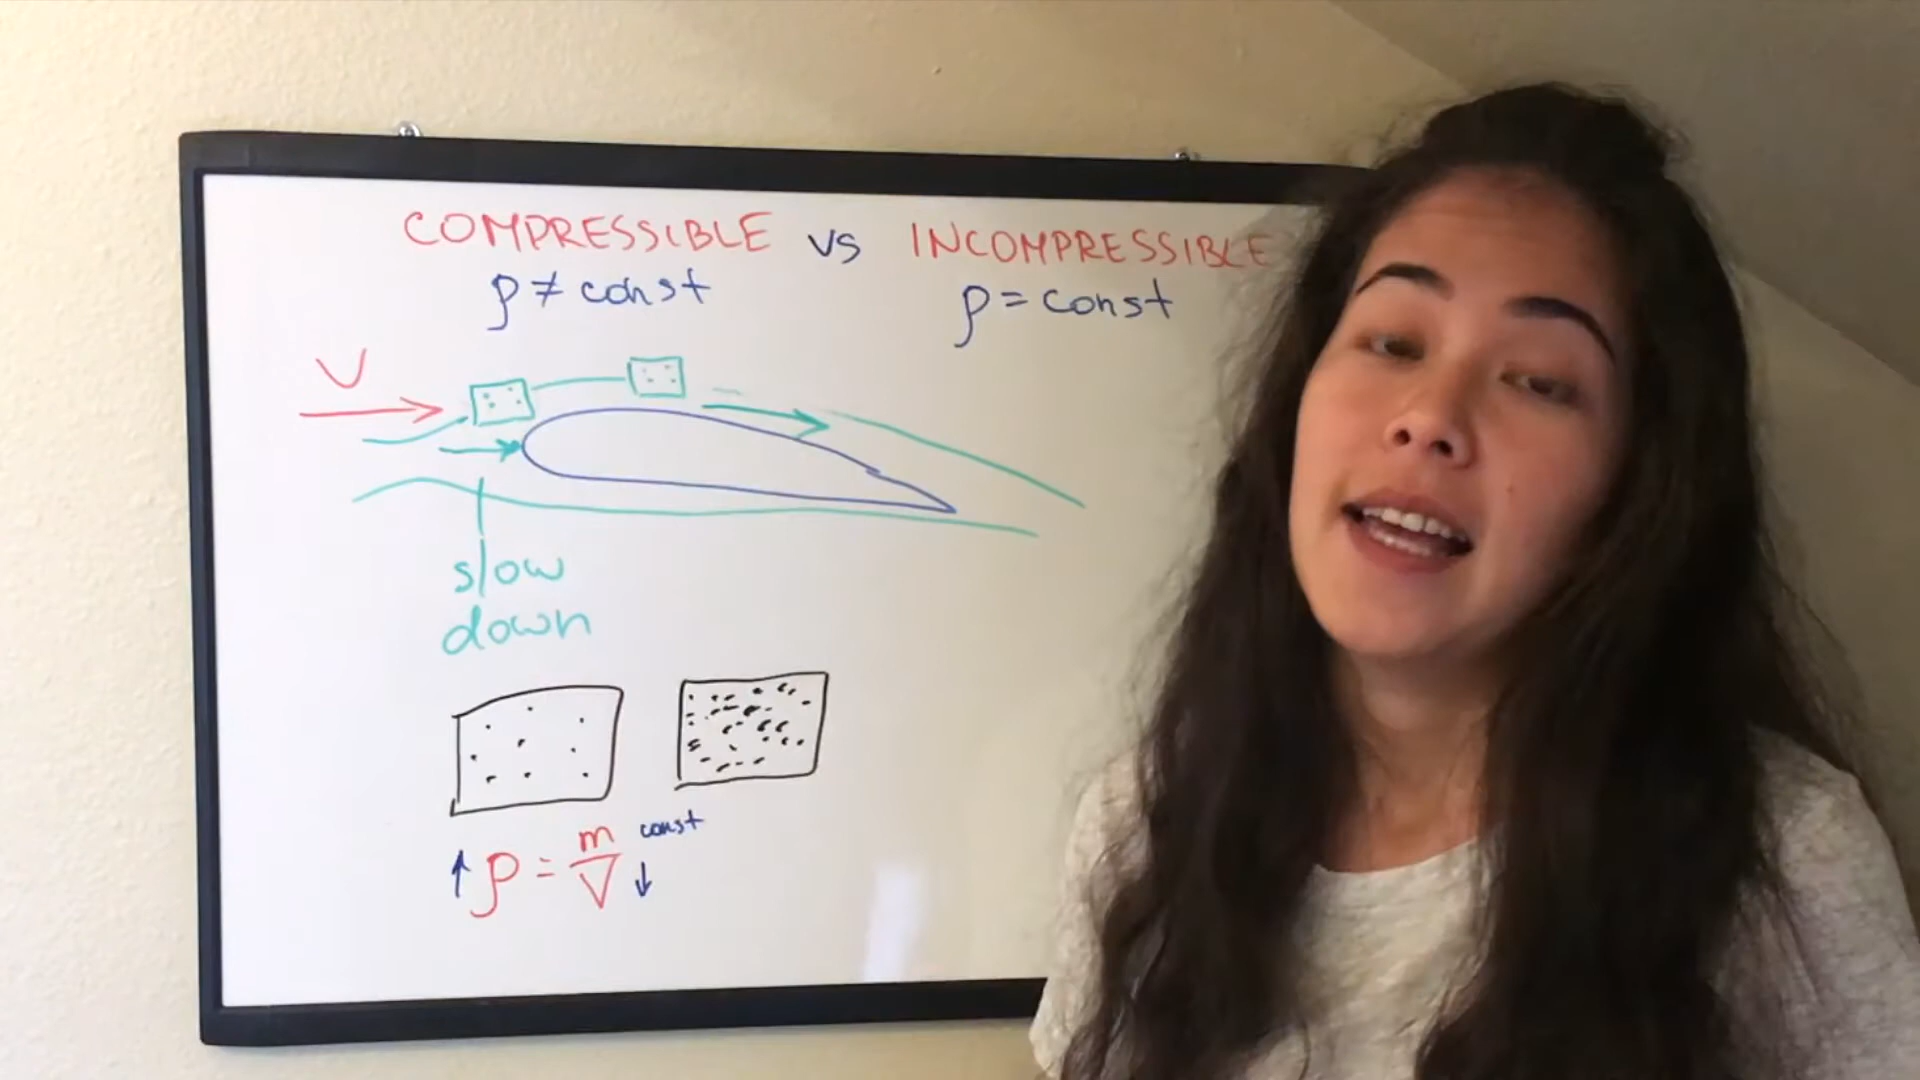 COMPRESSIBLE VS INCOMPRESSIBLE
ρ ≠ const ρ = const
V
slow
down
↑ ρ = m/V const ↓